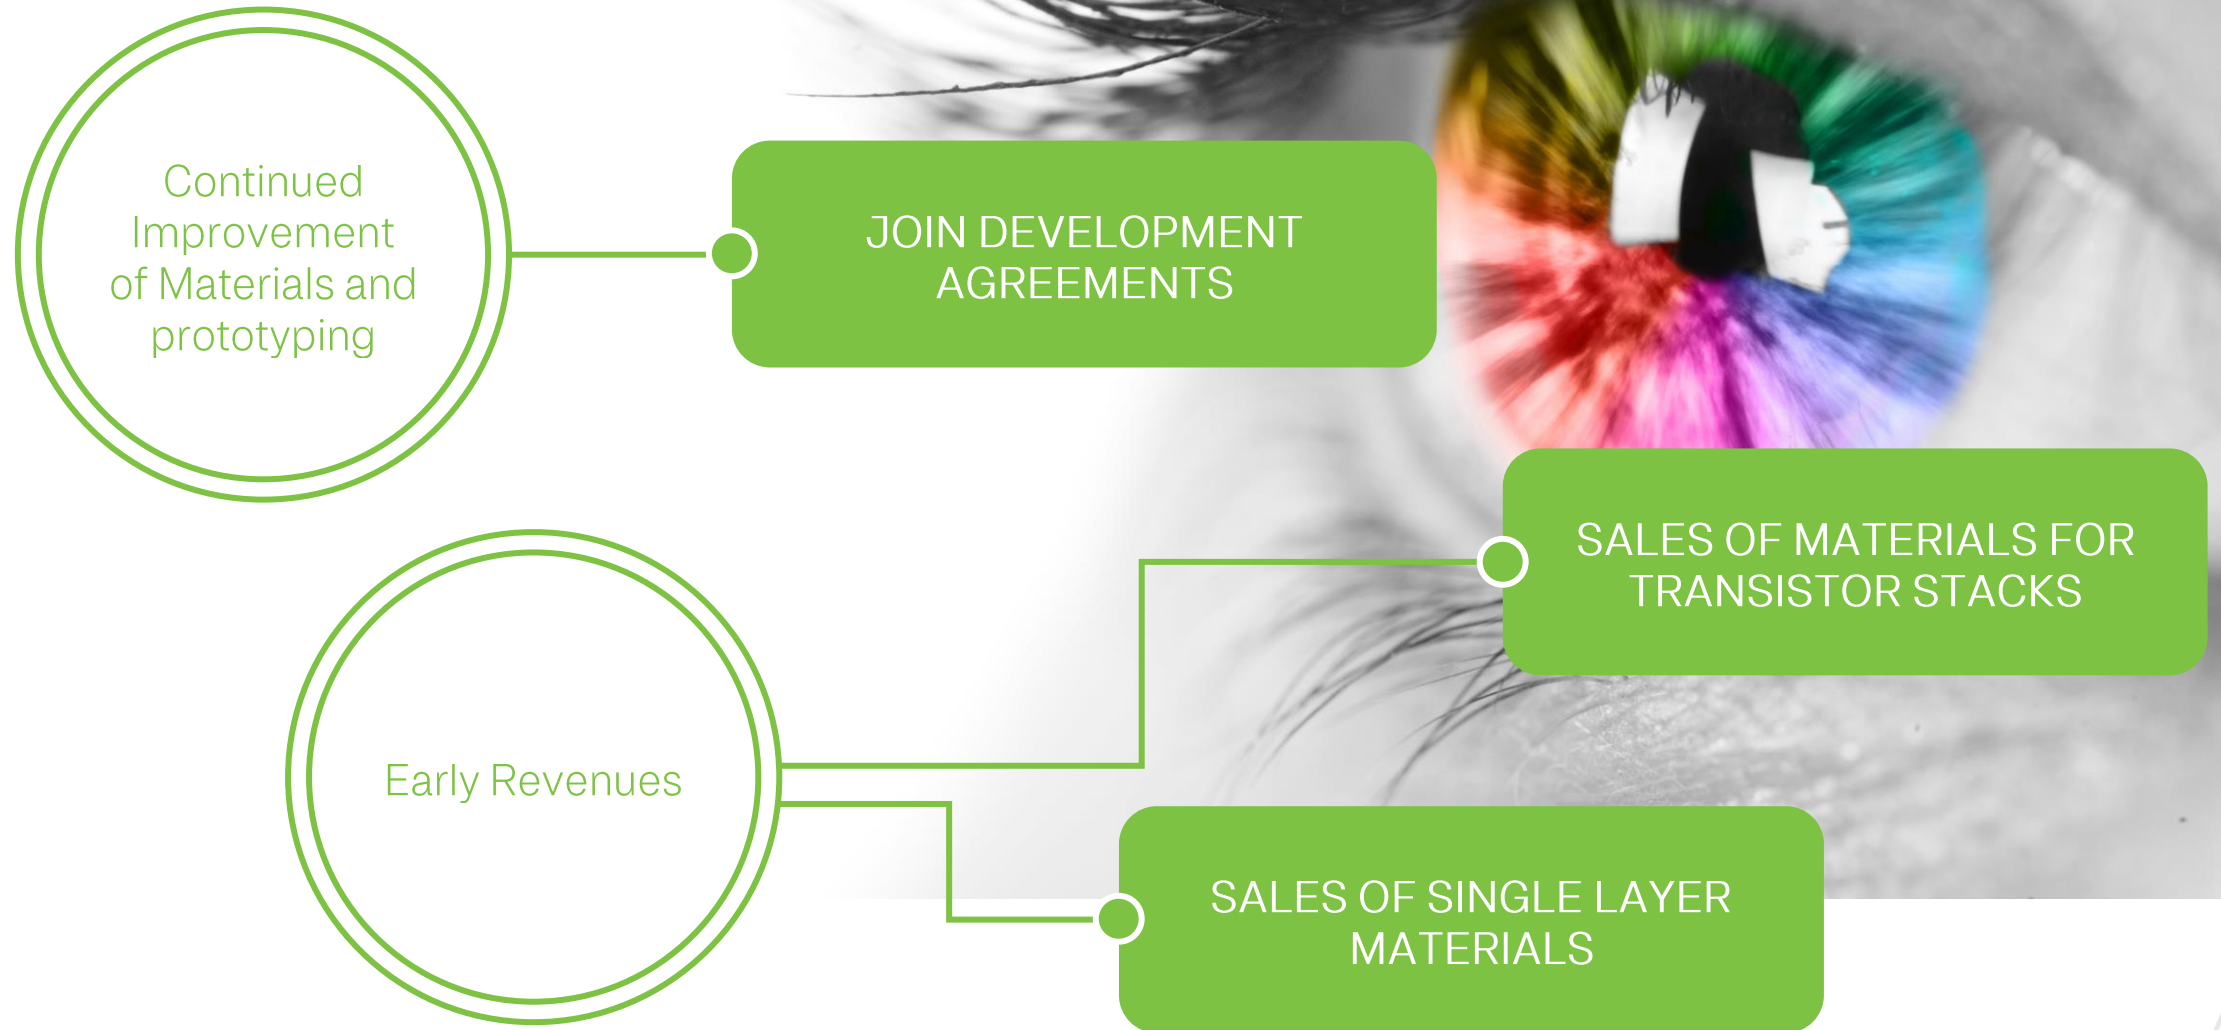 Continued
Improvement
of Materials and
prototyping
JOIN DEVELOPMENT
AGREEMENTS
SALES OF MATERIALS FOR
TRANSISTOR STACKS
Early Revenues
SALES OF SINGLE LAYER
MATERIALS